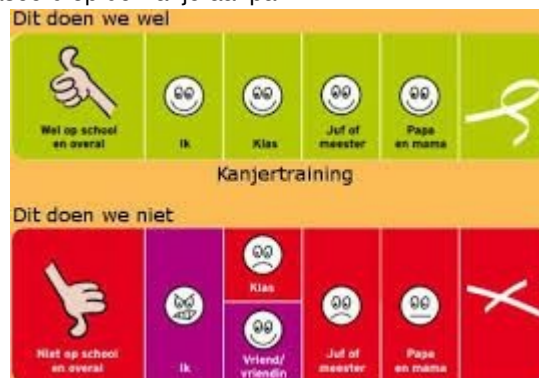 Dit doen we wel
Wel op school
en overal
Ik
Klas
Juf of
meester
Papa
en mama
Kanjertraining
Dit doen we niet
Niet op school
en overal
Ik
Klas
Vriend/
vriendin
Juf of
meester
Papa
en mama